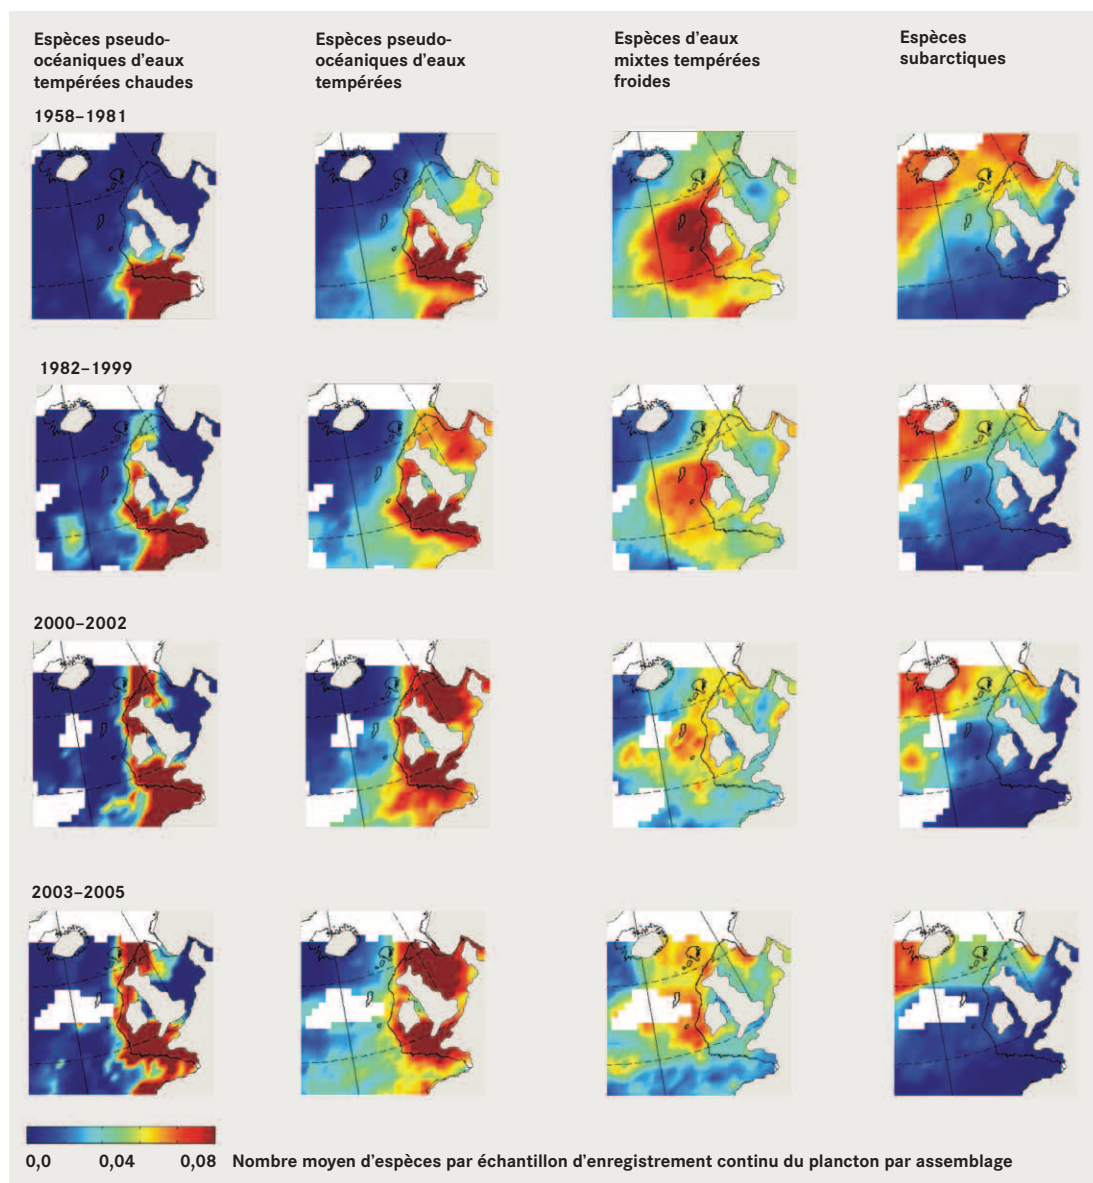 Espèces pseudo-
océaniques d'eaux
tempérées chaudes
Espèces pseudo-
océaniques d'eaux
tempérées
Espèces d'eaux
mixtes tempérées
froides
Espèces
subarctiques
1958–1981
1982–1999
2000–2002
2003–2005
0,0 0,04 0,08 Nombre moyen d'espèces par échantillon d'enregistrement continu du plancton par assemblage